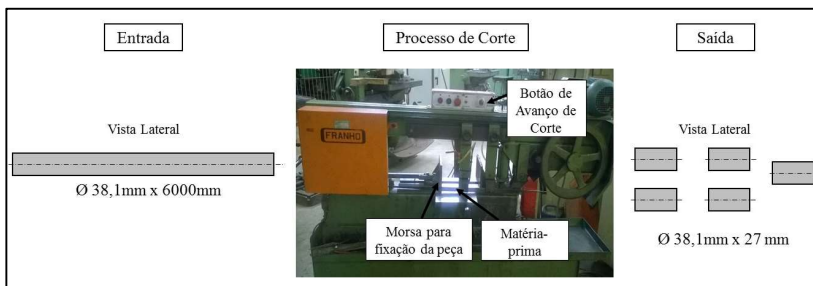 Entrada
Processo de Corte
Saída
Botão de
Avanço de
Corte
Vista Lateral
Vista Lateral
FRANHO
Ø 38,1mm x 6000mm
Morsa para
fixação da peça
Matéria-
prima
Ø 38,1mm x 27 mm